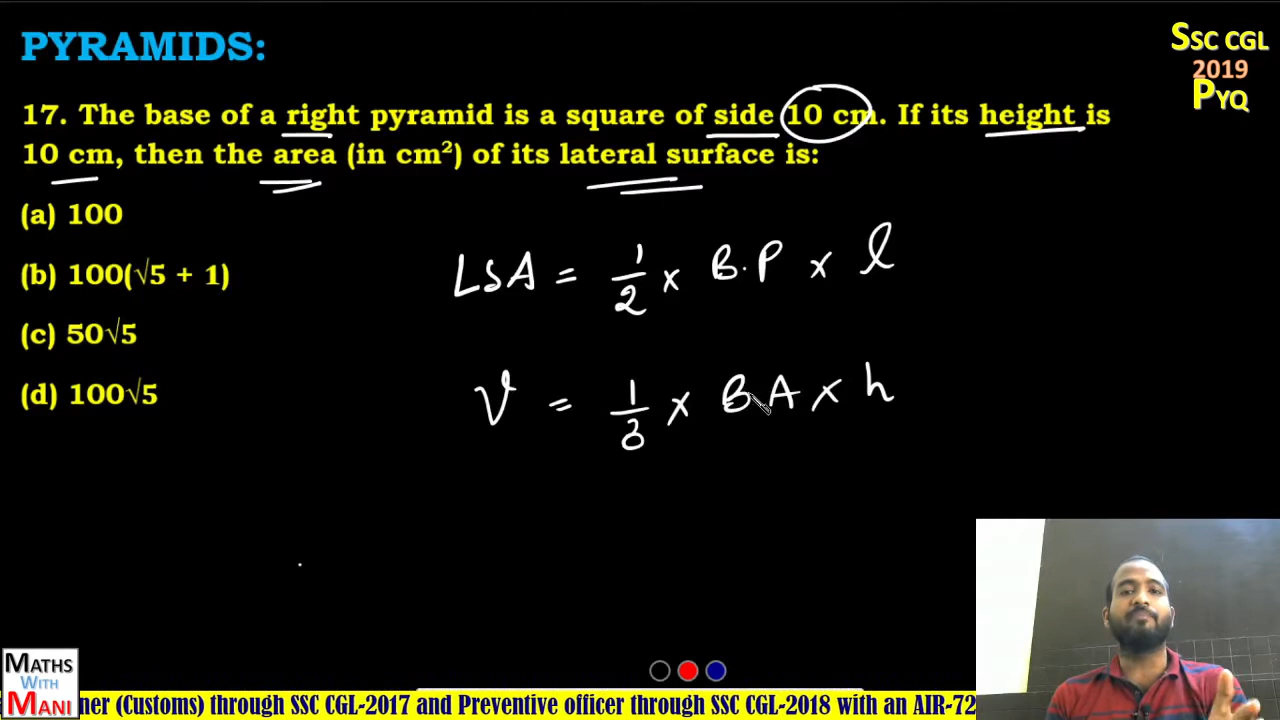 PYRAMIDS:
SSC CGL
2019
PYQ
17. The base of a right pyramid is a square of side 10 cm. If its height is
10 cm, then the area (in cm²) of its lateral surface is:
(a) 100
(b) 100(√5 + 1)
(c) 50√5
(d) 100√5
LSA = 1/2 × B.P × l
V = 1/3 × B.A × h
MATHS
WITH
MANI
ner (Customs) through SSC CGL-2017 and Preventive officer through SSC CGL-2018 with an AIR-72